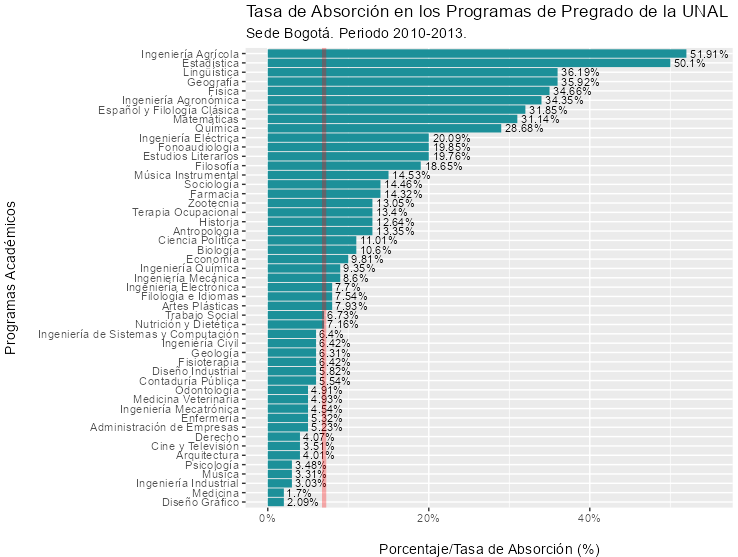 Tasa de Absorción en los Programas de Pregrado de la UNAL
Sede Bogotá. Periodo 2010-2013.
Programas Académicos
Ingeniería Agrícola 51.91%
Estadística 50.1%
Lingüística 36.19%
Geografía 35.92%
Física 34.66%
Ingeniería Agronómica 34.35%
Español y Filología Clásica 31.85%
Matemáticas 31.14%
Química 28.68%
Ingeniería Eléctrica 20.09%
Fonoaudiología 19.85%
Estudios Literarios 19.76%
Filosofía 18.65%
Música Instrumental 14.53%
Sociología 14.46%
Farmacia 14.32%
Zootecnia 13.05%
Terapia Ocupacional 13.4%
Historia 12.64%
Antropología 13.35%
Ciencia Política 11.01%
Biología 10.6%
Economía 9.81%
Ingeniería Química 9.35%
Ingeniería Mecánica 8.6%
Ingeniería Electrónica 7.7%
Filología e Idiomas 7.54%
Artes Plásticas 7.93%
Trabajo Social 6.73%
Nutrición y Dietética 7.16%
Ingeniería de Sistemas y Computación 6.4%
Ingeniería Civil 6.42%
Geología 6.31%
Fisioterapia 6.42%
Diseño Industrial 5.82%
Contaduría Pública 5.54%
Odontología 4.91%
Medicina Veterinaria 4.93%
Ingeniería Mecatrónica 4.54%
Enfermería 5.32%
Administración de Empresas 5.23%
Derecho 4.07%
Cine y Televisión 3.51%
Arquitectura 4.01%
Psicología 3.48%
Música 3.31%
Ingeniería Industrial 3.03%
Medicina 1.7%
Diseño Gráfico 2.09%
0% 20% 40%
Porcentaje/Tasa de Absorción (%)